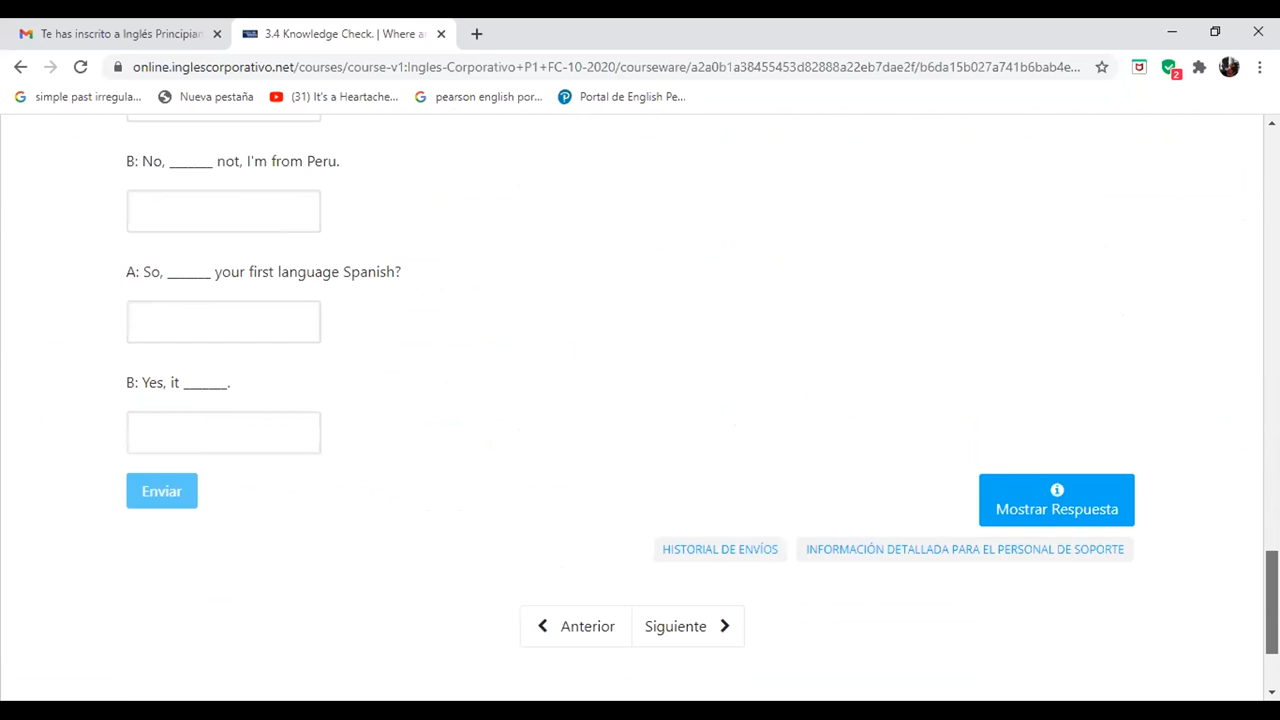 Te has inscrito a Inglés Principian
3.4 Knowledge Check. | Where a
online.inglescorporativo.net/courses/course-v1:Ingles-Corporativo+P1+FC-10-2020/courseware/a2a0b1a38455453d82888a22eb7dae2f/b6da15b027a741b6bab4e...
2
simple past irregula...
Nueva pestaña
(31) It's a Heartache...
pearson english por...
Portal de English Pe...
B: No, ______ not, I'm from Peru.
A: So, ______ your first language Spanish?
B: Yes, it ______.
Enviar
Mostrar Respuesta
HISTORIAL DE ENVÍOS
INFORMACIÓN DETALLADA PARA EL PERSONAL DE SOPORTE
Anterior
Siguiente